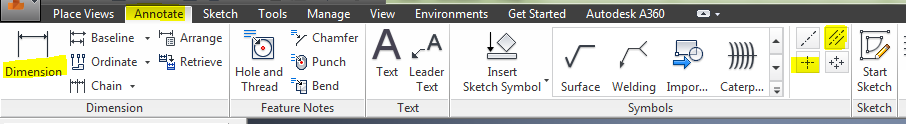 Place Views Annotate Sketch Tools Manage View Environments Get Started Autodesk A360
Dimension
Baseline
Ordinate
Chain
Arrange
Retrieve
Hole and
Thread
Chamfer
Punch
Bend
A
Text
A
Leader
Text
Insert
Sketch Symbol
Surface
Welding
Impor...
Caterp...
Start
Sketch
Dimension
Feature Notes
Text
Symbols
Sketch